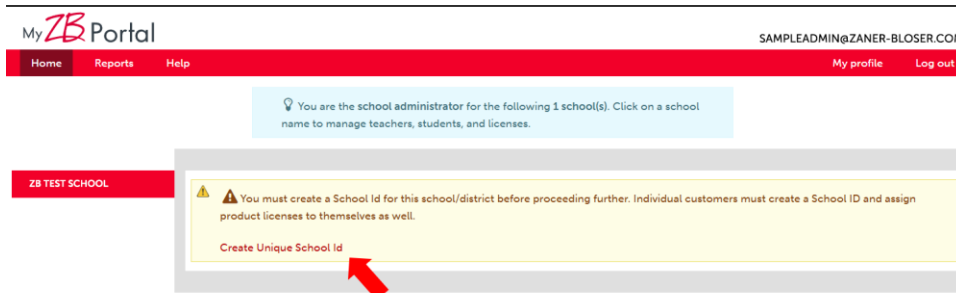 My ZB Portal
SAMPLEADMIN@ZANER-BLOSER.COM
Home Reports Help My profile Log out
You are the school administrator for the following 1 school(s). Click on a school
name to manage teachers, students, and licenses.
ZB TEST SCHOOL
You must create a School Id for this school/district before proceeding further. Individual customers must create a School ID and assign
product licenses to themselves as well.
Create Unique School Id